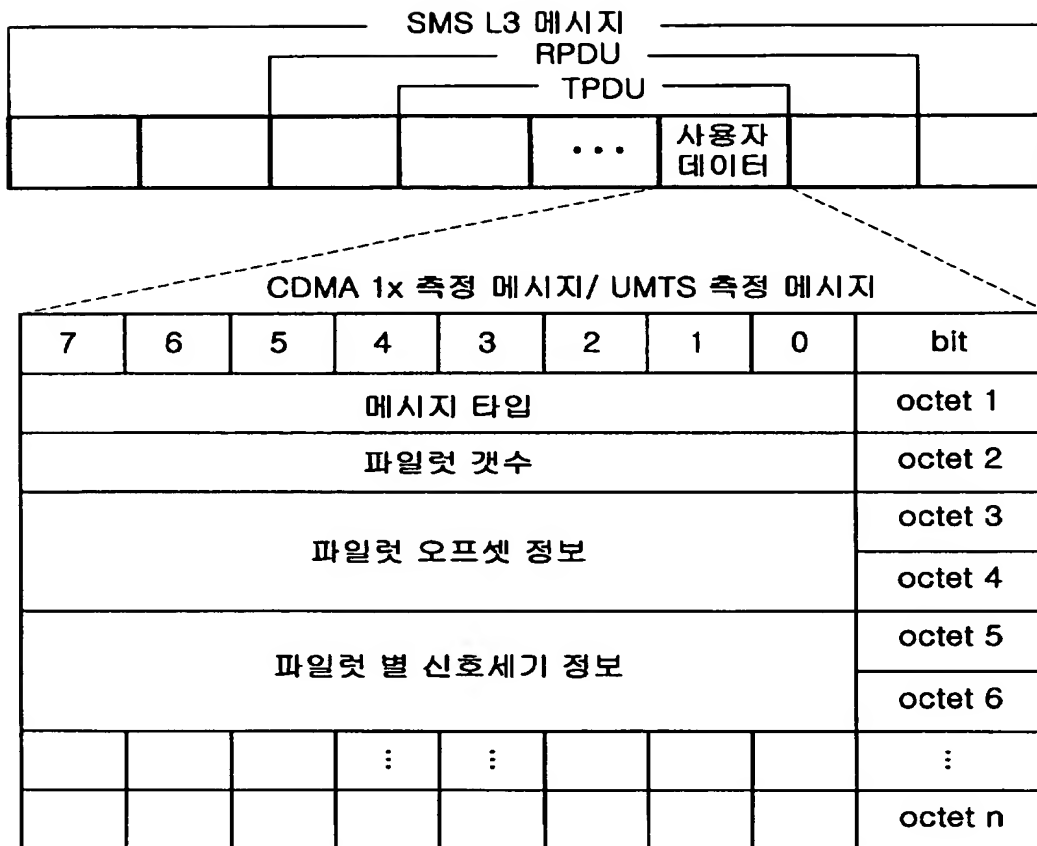 SMS L3 메시지
RPDU
TPDU
... 사용자
데이터
CDMA 1x 측정 메시지/ UMTS 측정 메시지
7 6 5 4 3 2 1 0 bit
메시지 타입 octet 1
파일럿 갯수 octet 2
파일럿 오프셋 정보 octet 3
octet 4
파일럿 별 신호세기 정보 octet 5
octet 6
⋮ ⋮ ⋮
octet n